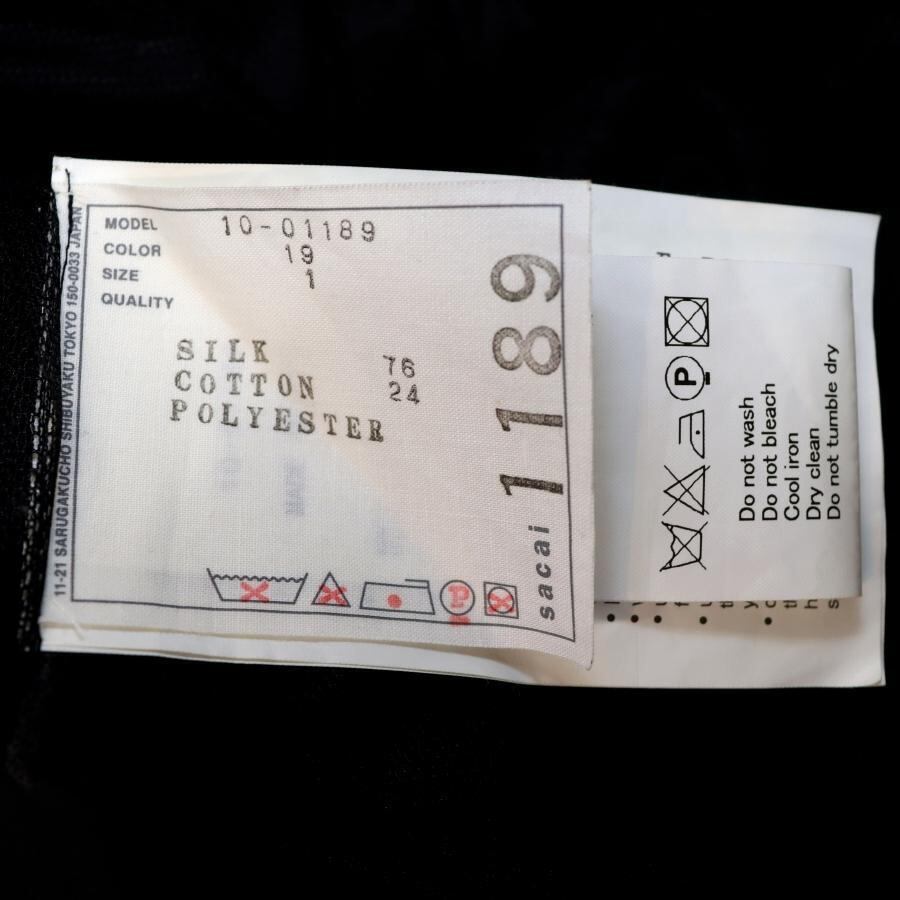 MODEL 10-01189
COLOR 19
SIZE 1
QUALITY
SILK 76
COTTON 24
POLYESTER
sacai 1189
11-21 SARUGAKUCHO SHIBUYAKU TOKYO 150-0033 JAPAN
P
P
Do not wash
Do not bleach
Cool iron
Dry clean
Do not tumble dry